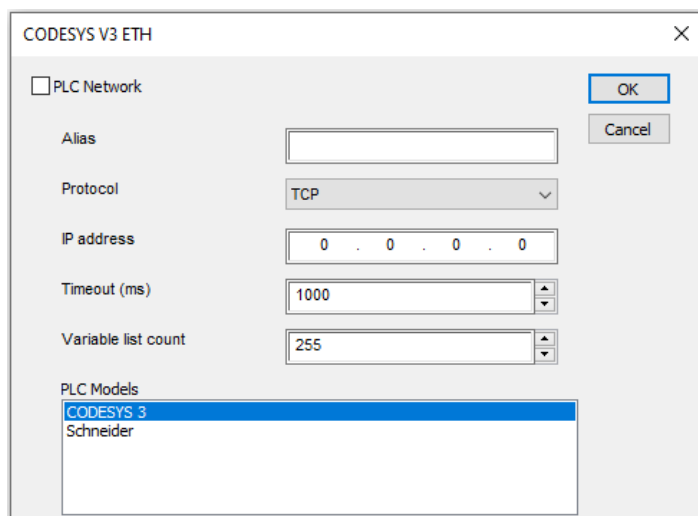 CODESYS V3 ETH
PLC Network
OK
Cancel
Alias
Protocol
TCP
IP address
0 . 0 . 0 . 0
Timeout (ms)
1000
Variable list count
255
PLC Models
CODESYS 3
Schneider